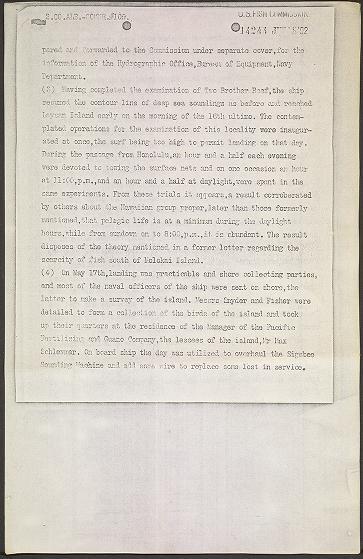 2.00.ALB.-COMMR.#109.
U.S. FISH COMMISSION
14244 '02
pared and forwarded to the Commission under separate cover, for the
information of the Hydrographic Office, Bureau of Equipment, Navy
Department.
(3) Having completed the examination of Two Brother Reef, the ship
resumed the contour line of deep sea soundings as before and reached
Laysan Island early on the morning of the 16th ultimo. The contem-
plated operations for the examination of this locality were inaugur-
ated at once, the surf being too high to permit landing on that day.
During the passage from Honolulu, an hour and a half each evening
were devoted to towing the surface nets and on one occasion an hour
at 11:00,p.m., and an hour and a half at daylight, were spent in the
same experiments. From these trials it appears, a result corroborated
by others about the Hawaiian group proper, later than those formerly
mentioned, that pelagic life is at a minimum during the daylight
hours, while from sundown on to 8:00,p.m., it is abundant. The result
disposes of the theory mentioned in a former letter regarding the
scarcity of fish south of Molokai Island.
(4) On May 17th, landing was practicable and shore collecting parties,
and most of the naval officers of the ship were sent on shore, the
latter to make a survey of the island. Messrs Snyder and Fisher were
detailed to form a collection of the birds of the island and took
up their quarters at the residence of the Manager of the Pacific
Fertilizing and Guano Company, the lessees of the island, Mr Max
Schlemmer. On board ship the day was utilized to overhaul the Sigsbee
Sounding Machine and add some wire to replace some lost in service.